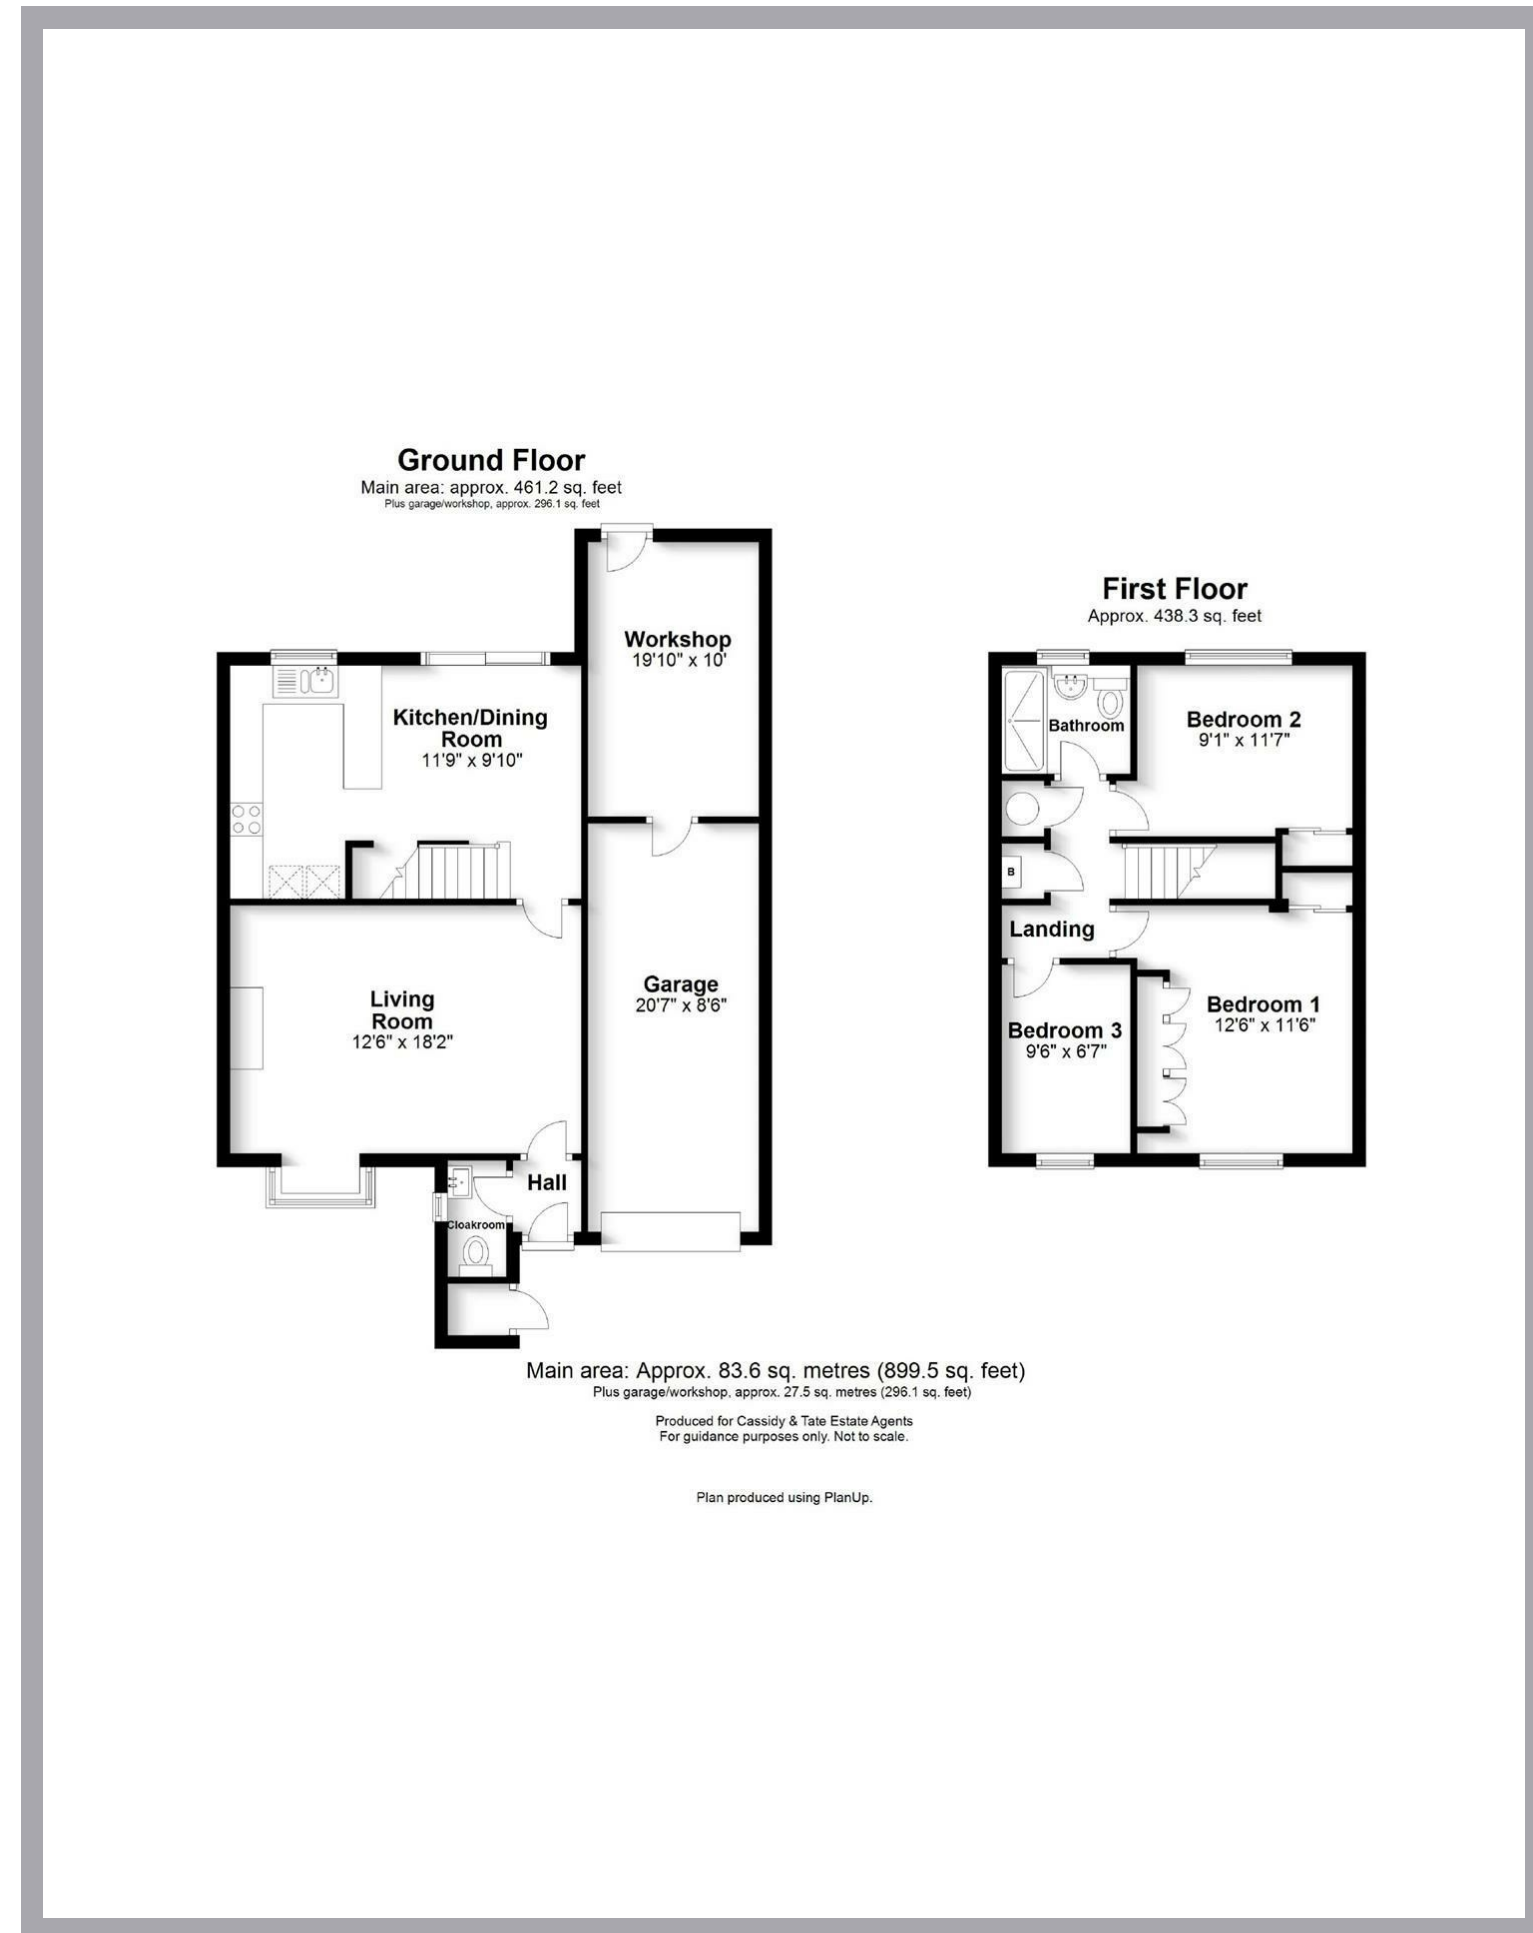 Ground Floor
Main area: approx. 461.2 sq. feet
Plus garage/workshop, approx. 296.1 sq. feet
Workshop
19'10" x 10'
Kitchen/Dining
Room
11'9" x 9'10"
Garage
20'7" x 8'6"
Living
Room
12'6" x 18'2"
Hall
Cloakroom
First Floor
Approx. 438.3 sq. feet
Bathroom
Bedroom 2
9'1" x 11'7"
B
Landing
Bedroom 1
12'6" x 11'6"
Bedroom 3
9'6" x 6'7"
Main area: Approx. 83.6 sq. metres (899.5 sq. feet)
Plus garage/workshop, approx. 27.5 sq. metres (296.1 sq. feet)
Produced for Cassidy & Tate Estate Agents
For guidance purposes only. Not to scale.
Plan produced using PlanUp.